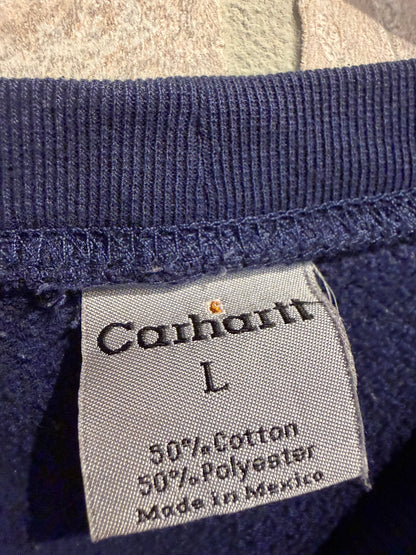 Carhartt
L
50% Cotton
50% Polyester
Made in Mexico